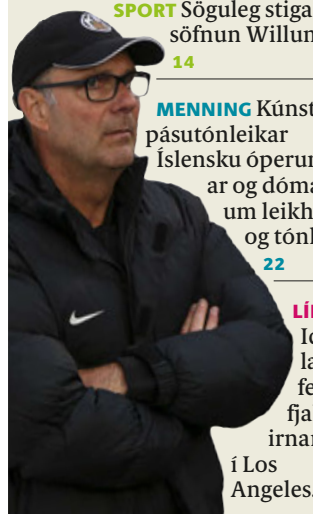 SPORT Söguleg stiga
söfnun Willum
14
MENNING Kúnst
pásutónleikar
Íslensku óperun
ar og dóma
um leikh
og tónl
22
LÍ
la
fe
fja
irnar
í Los
Angeles.